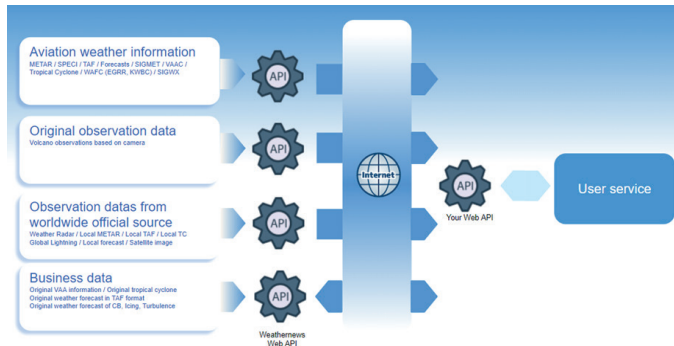 Aviation weather information
METAR / SPECI / TAF / Forecasts / SIGMET / VAAC /
Tropical Cyclone / WAFC (EGRR, KWBC) / SIGWX
API
Original observation data
Volcano observations based on camera
API
Internet
API
Your Web API
User service
Observation datas from
worldwide official source
Weather Radar / Local METAR / Local TAF / Local TC
Global Lightning / Local forecast / Satellite image
API
Business data
Original VAA information / Original tropical cyclone
Original weather forecast in TAF format
Original weather forecast of CB, Icing, Turbulence
API
Weathernews
Web API